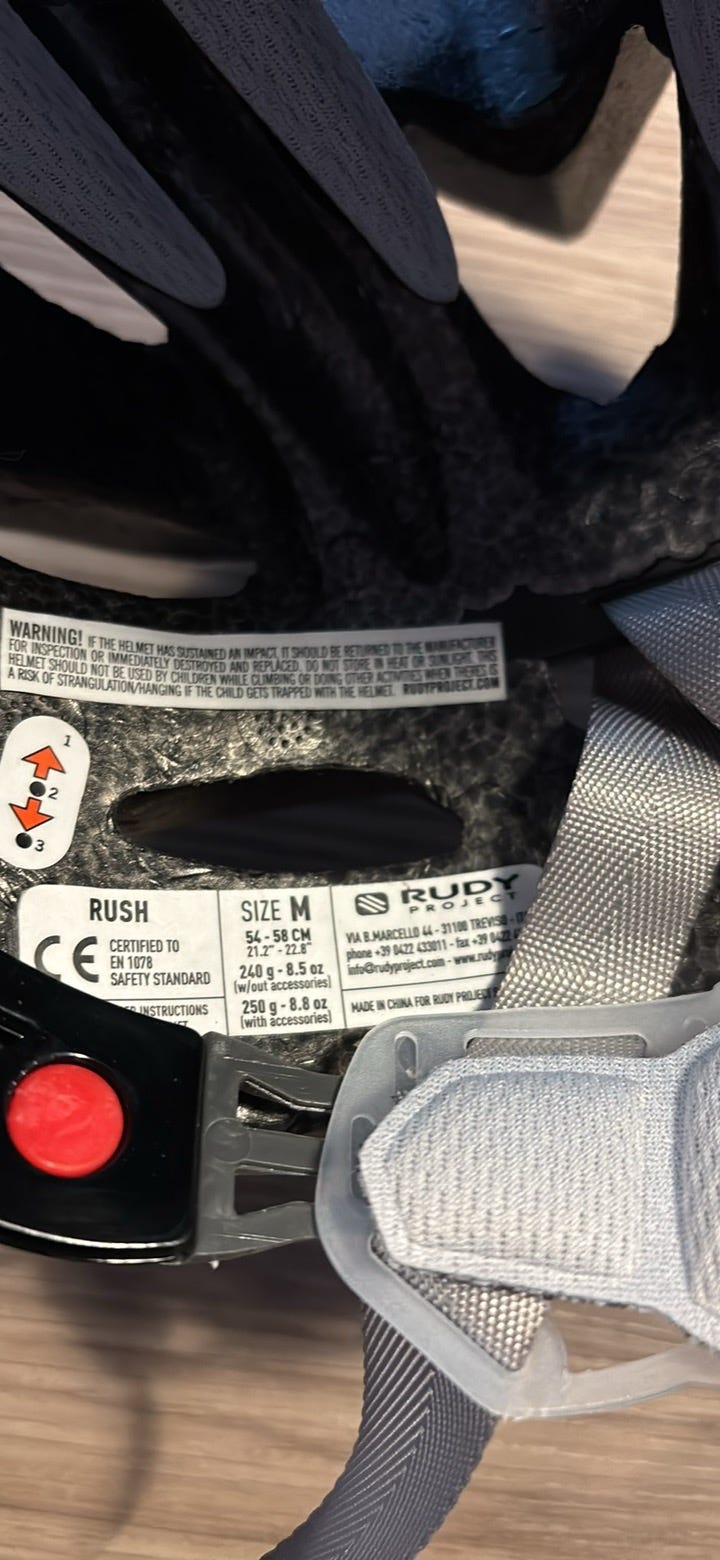 WARNING! IF THE HELMET HAS SUSTAINED AN IMPACT, IT SHOULD BE RETURNED TO THE MANUFACTURER
FOR INSPECTION OR IMMEDIATELY DESTROYED AND REPLACED. DO NOT STORE IN HEAT OR SUNLIGHT. THIS
HELMET SHOULD NOT BE USED BY CHILDREN WHILE CLIMBING OR DOING OTHER ACTIVITIES WHEN THERE IS
A RISK OF STRANGULATION/HANGING IF THE CHILD GETS TRAPPED WITH THE HELMET. RUDYPROJECT.COM
1
2
3
RUSH
CE
CERTIFIED TO
EN 1078
SAFETY STANDARD
INSTRUCTIONS
SIZE M
54 - 58 CM
21.2" - 22.8"
240 g - 8.5 oz
(w/out accessories)
250 g - 8.8 oz
(with accessories)
RUDY
PROJECT
VIA B.MARCELLO 44 - 31100 TREVISO -
phone +39 0422 433011 - fax +39 0422
info@rudyproject.com - www.rudy
MADE IN CHINA FOR RUDY PROJECT